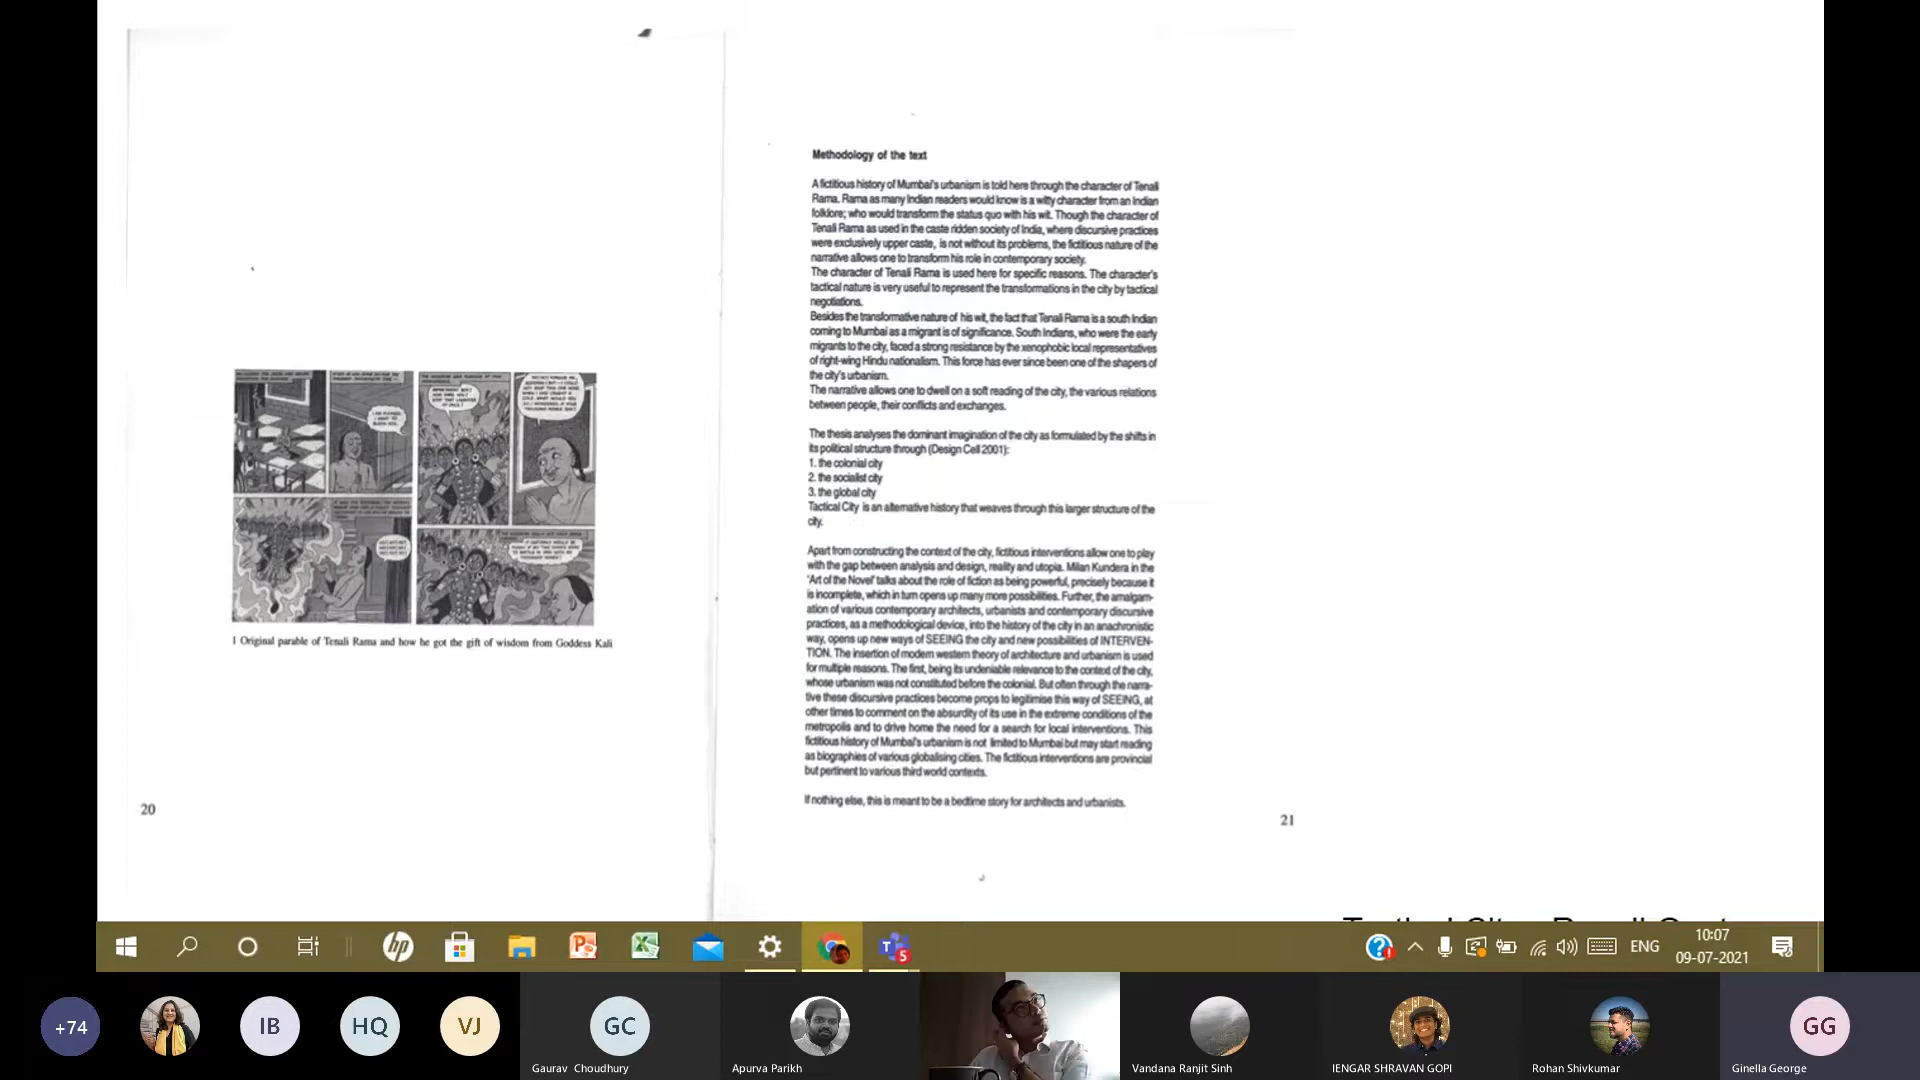 Methodology of the text
A fictitious history of Mumbai's urbanism is told here through the character of Tenali
Rama. Rama as many Indian readers would know is a witty character from an Indian
folklore; who would transform the status quo with his wit. Though the character of
Tenali Rama as used in the caste ridden society of India, where discursive practices
were exclusively upper caste, is not without its problems, the fictitious nature of the
narrative allows one to transform his role in contemporary society.
The character of Tenali Rama is used here for specific reasons. The character's
tactical nature is very useful to represent the transformations in the city by tactical
negotiations.
Besides the transformative nature of his wit, the fact that Tenali Rama is a south Indian
coming to Mumbai as a migrant is of significance. South Indians, who were the early
migrants to the city, faced a strong resistance by the xenophobic local representatives
of right-wing Hindu nationalism. This force has ever since been one of the shapers of
the city's urbanism.
The narrative allows one to dwell on a soft reading of the city, the various relations
between people, their conflicts and exchanges.
The thesis analyses the dominant imagination of the city as formulated by the shifts in
its political structure through (Design Cell 2001):
1. the colonial city
2. the socialist city
3. the global city
Tactical City is an alternative history that weaves through this larger structure of the
city.
Apart from constructing the context of the city, fictitious interventions allow one to play
with the gap between analysis and design, reality and utopia. Milan Kundera in the
'Art of the Novel' talks about the role of fiction as being powerful, precisely because it
is incomplete, which in turn opens up many more possibilities. Further, the amalgam-
ation of various contemporary architects, urbanists and contemporary discursive
practices, as a methodological device, into the history of the city in an anachronistic
way, opens up new ways of SEEING the city and new possibilities of INTERVEN-
TION. The insertion of modern western theory of architecture and urbanism is used
for multiple reasons. The first, being its undeniable relevance to the context of the city,
whose urbanism was not constituted before the colonial. But often through the narra-
tive these discursive practices become props to legitimise this way of SEEING, at
other times to comment on the absurdity of its use in the extreme conditions of the
metropolis and to drive home the need for a search for local interventions. This
fictitious history of Mumbai's urbanism is not limited to Mumbai but may start reading
as biographies of various globalising cities. The fictitious interventions are provincial
but pertinent to various third world contexts.
If nothing else, this is meant to be a bedtime story for architects and urbanists.
1 Original parable of Tenali Rama and how he got the gift of wisdom from Goddess Kali
20
21
hp
T
5
ENG
10:07
09-07-2021
+74
IB
HQ
VJ
GC
GG
Gaurav Choudhury
Apurva Parikh
Vandana Ranjit Sinh
IENGAR SHRAVAN GOPI
Rohan Shivkumar
Ginella George